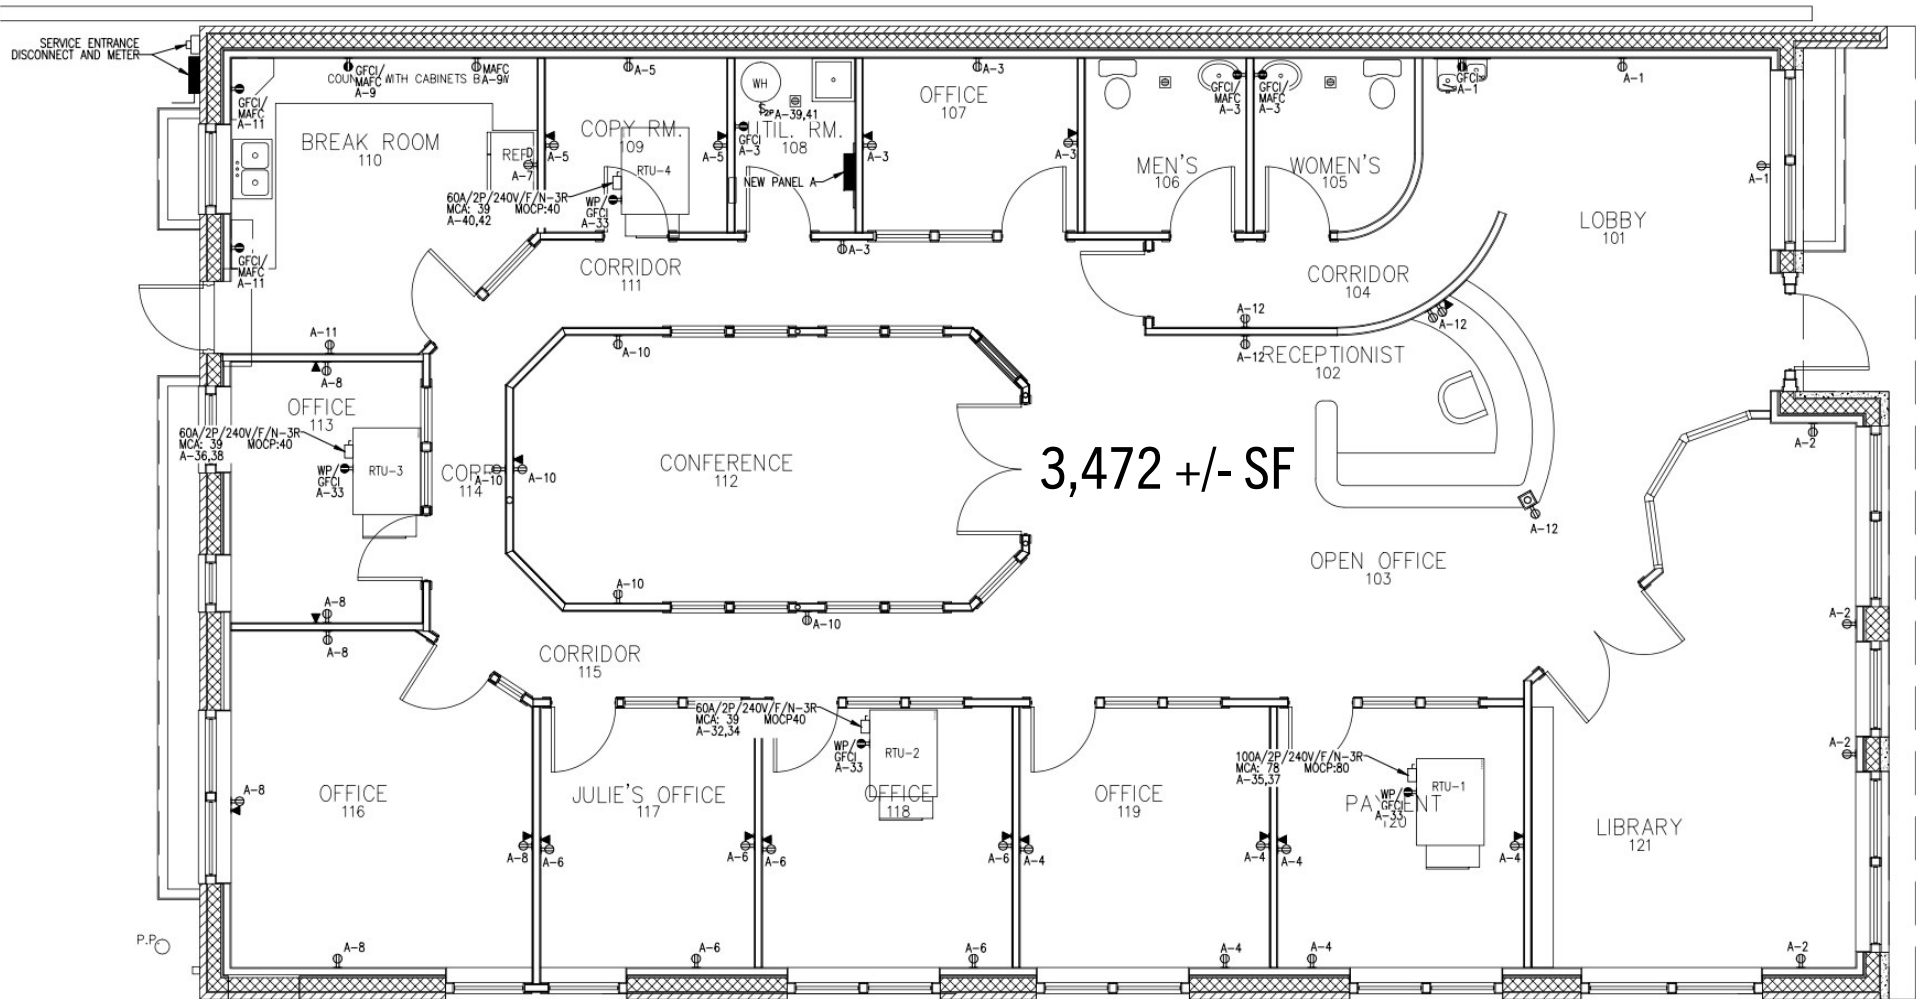 SERVICE ENTRANCE
DISCONNECT AND METER
GFCI/
MAFC
A-9
COUN WITH CABINETS B W
MAFC
A-9
A-5
WH
A-39,41
A-3
OFFICE
107
GFCI/
MAFC
A-3
GFCI/
MAFC
A-3
GFCI
A-1
A-1
GFCI/
MAFC
A-11
BREAK ROOM
110
REF
A-7
COPY RM.
109
A-5
A-5
RTU-4
GFCI
A-3
UTIL. RM.
108
NEW PANEL A
A-3
A-3
MEN'S
106
WOMEN'S
105
A-1
60A/2P/240V/F/N-3R
MCA: 39 MOCP:40
A-40,42
WP/
GFCI
A-33
LOBBY
101
GFCI/
MAFC
A-11
CORRIDOR
111
A-3
CORRIDOR
104
A-11
A-10
A-12
A-12
A-12
RECEPTIONIST
102
A-8
OFFICE
113
60A/2P/240V/F/N-3R
MCA: 39 MOCP:40
A-36,38
WP/
GFCI
A-33
RTU-3
CORR
114
A-10
A-10
CONFERENCE
112
3,472 +/- SF
A-2
A-12
OPEN OFFICE
103
A-8
A-8
A-10
A-10
A-2
CORRIDOR
115
60A/2P/240V/F/N-3R
MCA: 39 MOCP40
A-32,34
WP/
GFCI
A-33
RTU-2
100A/2P/240V/F/N-3R
MCA: 78 MOCP:80
A-35,37
WP/
GFCI
A-33
RTU-1
A-2
A-8
OFFICE
116
JULIE'S OFFICE
117
OFFICE
118
OFFICE
119
PAYMENT
120
LIBRARY
121
A-8
A-6
A-6
A-6
A-6
A-4
A-4
A-4
A-4
P.P.
A-8
A-6
A-6
A-4
A-4
A-2